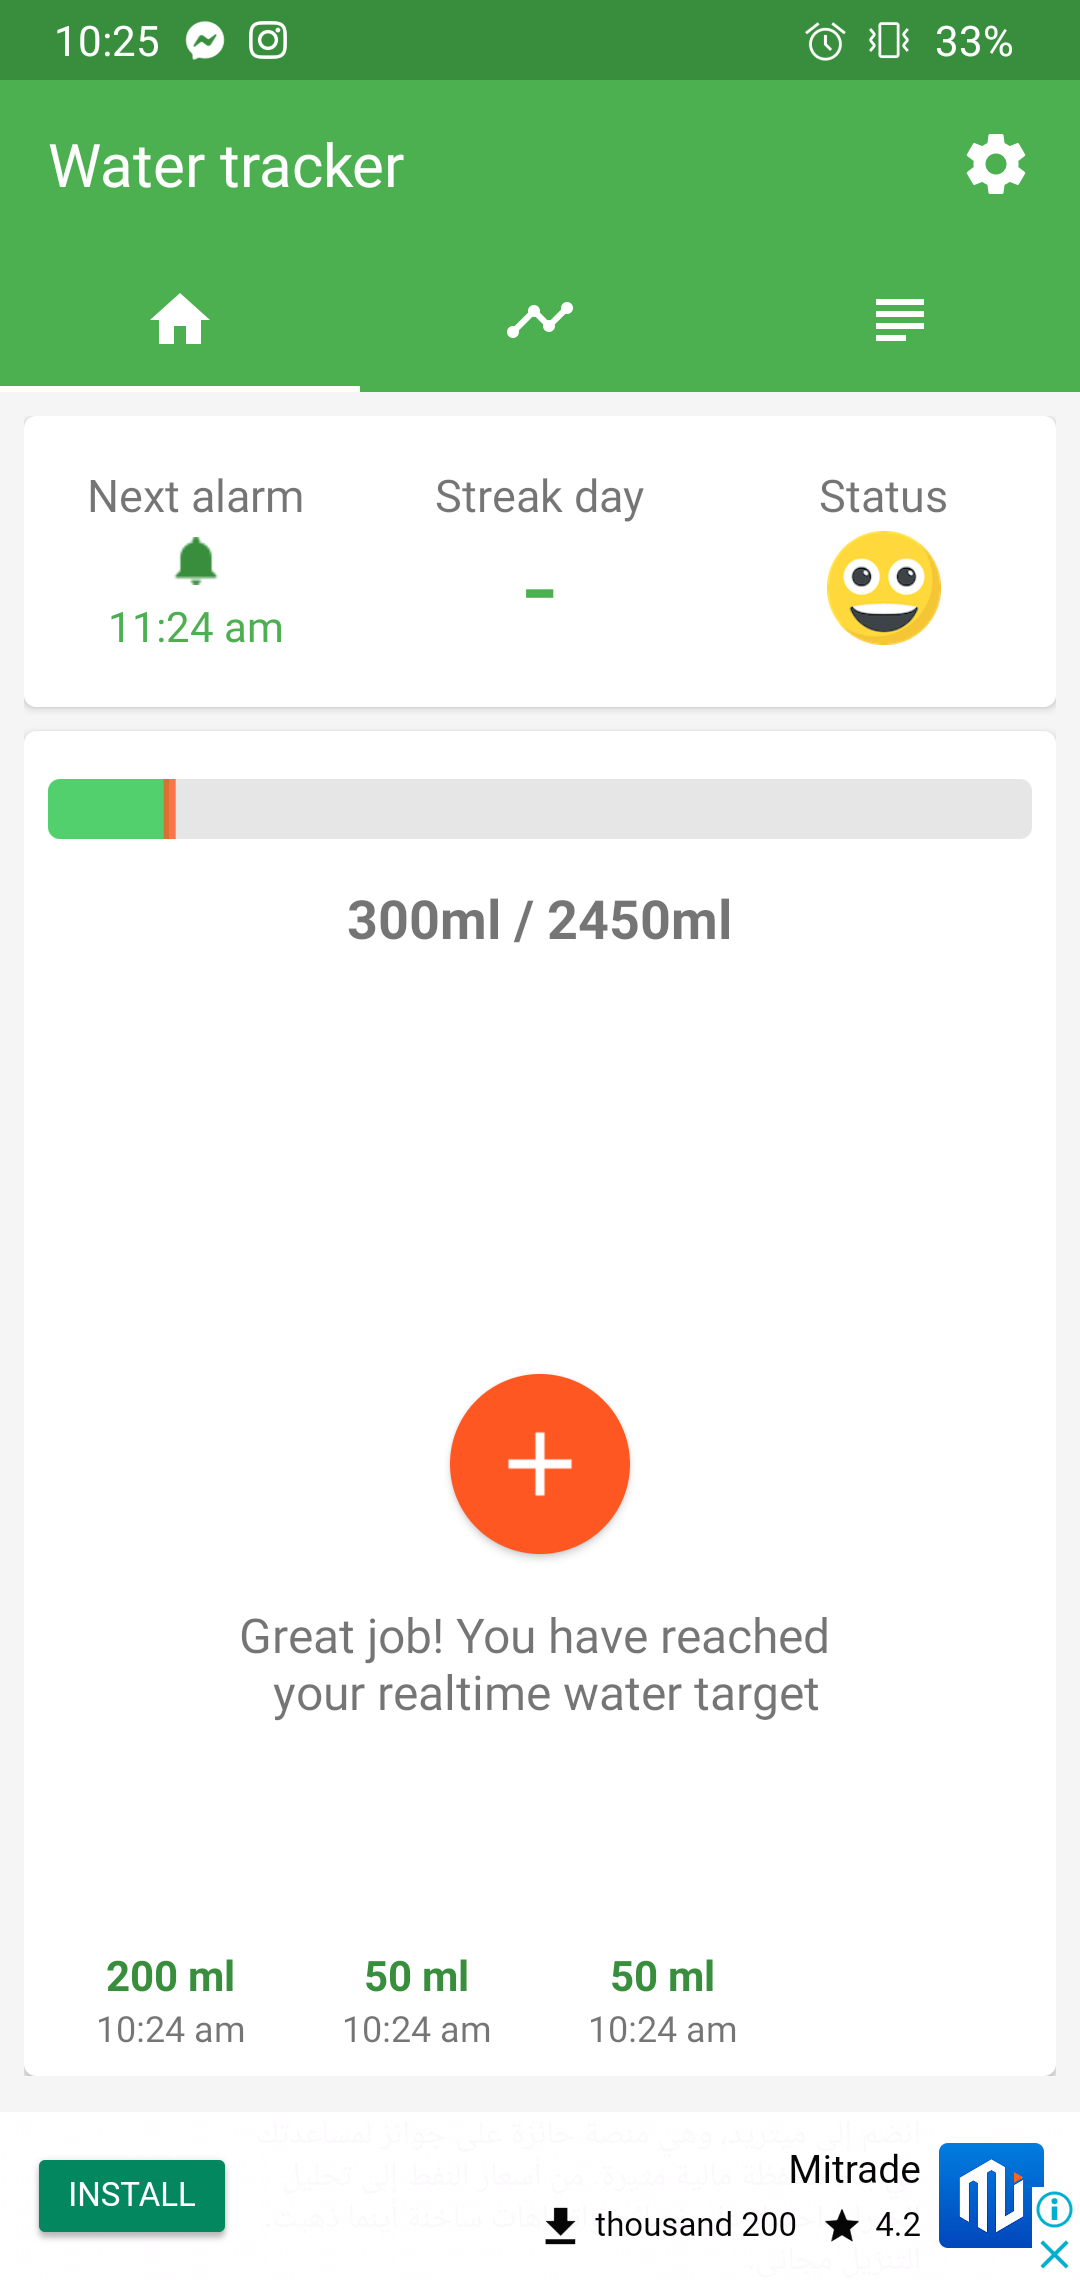 10:25
33%
Water tracker
Next alarm
Streak day
Status
11:24 am
-
300ml / 2450ml
Great job! You have reached
your realtime water target
200 ml
50 ml
50 ml
10:24 am
10:24 am
10:24 am
INSTALL
Mitrade
thousand 200
4.2
التنزيل مجاني.